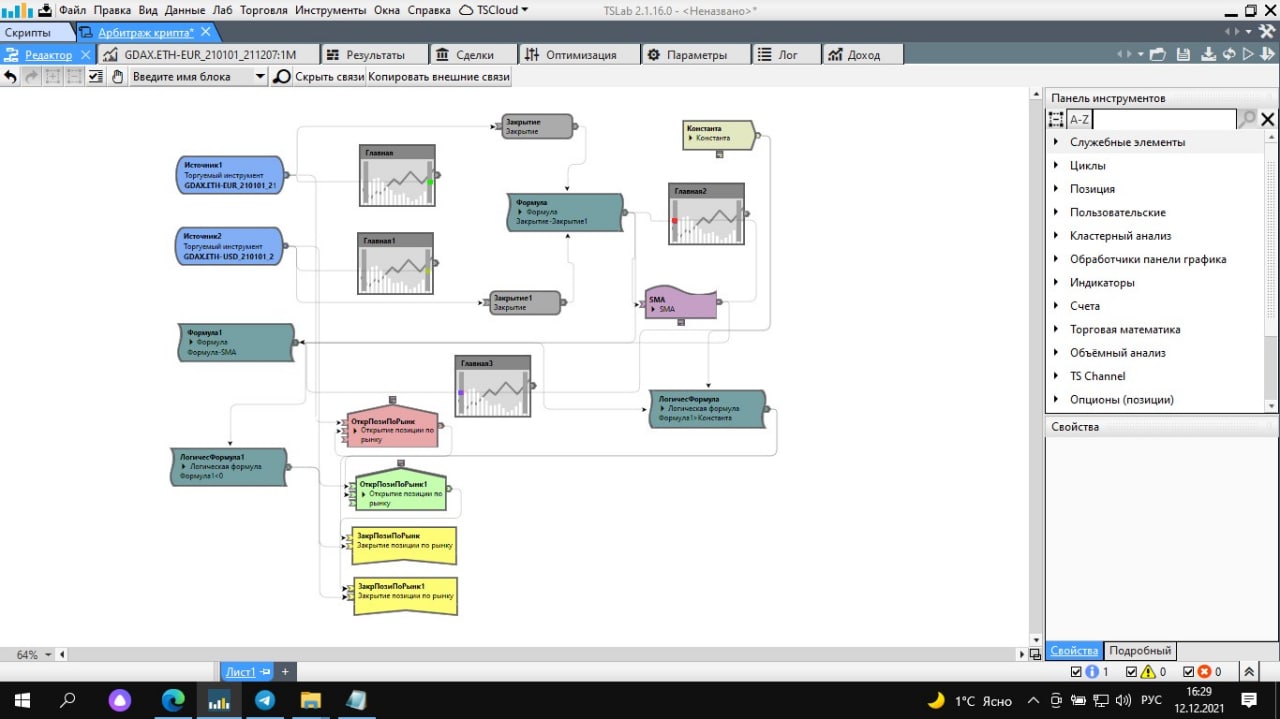 Файл Правка Вид Данные Лаб Торговля Инструменты Окна Справка TSCloud
TSLab 2.1.16.0 - <Неназвано>*
Скрипты
Арбитраж крипта*
Редактор
GDAX.ETH-EUR_210101_211207:1M
Результаты
Сделки
Оптимизация
Параметры
Лог
Доход
Введите имя блока
Скрыть связи
Копировать внешние связи
Панель инструментов
A-Z
Служебные элементы
Циклы
Позиция
Пользовательские
Кластерный анализ
Обработчики панели графика
Индикаторы
Счета
Торговая математика
Объёмный анализ
TS Channel
Опционы (позиции)
Свойства
Закрытие
Закрытие
Константа
Константа
Главная
Источник1
Торгуемый инструмент
GDAX.ETH-EUR_210101_21
Главная2
Формула
Формула
Закрытие-Закрытие1
Источник2
Торгуемый инструмент
GDAX.ETH-USD_210101_2
Главная1
Закрытие1
Закрытие
SMA
SMA
Формула1
Формула
Формула-SMA
Главная3
ЛогичесФормула
Логическая формула
Формула1>Константа
ОткрПозиПоРынк
Открытие позиции по
рынку
ЛогичесФормула1
Логическая формула
Формула1<0
ОткрПозиПоРынк1
Открытие позиции по
рынку
ЗакрПозиПоРынк
Закрытие позиции по рынку
ЗакрПозиПоРынк1
Закрытие позиции по рынку
64%
Свойства
Подробный
Лист1
+
1
0
0
1°C Ясно
РУС
16:29
12.12.2021